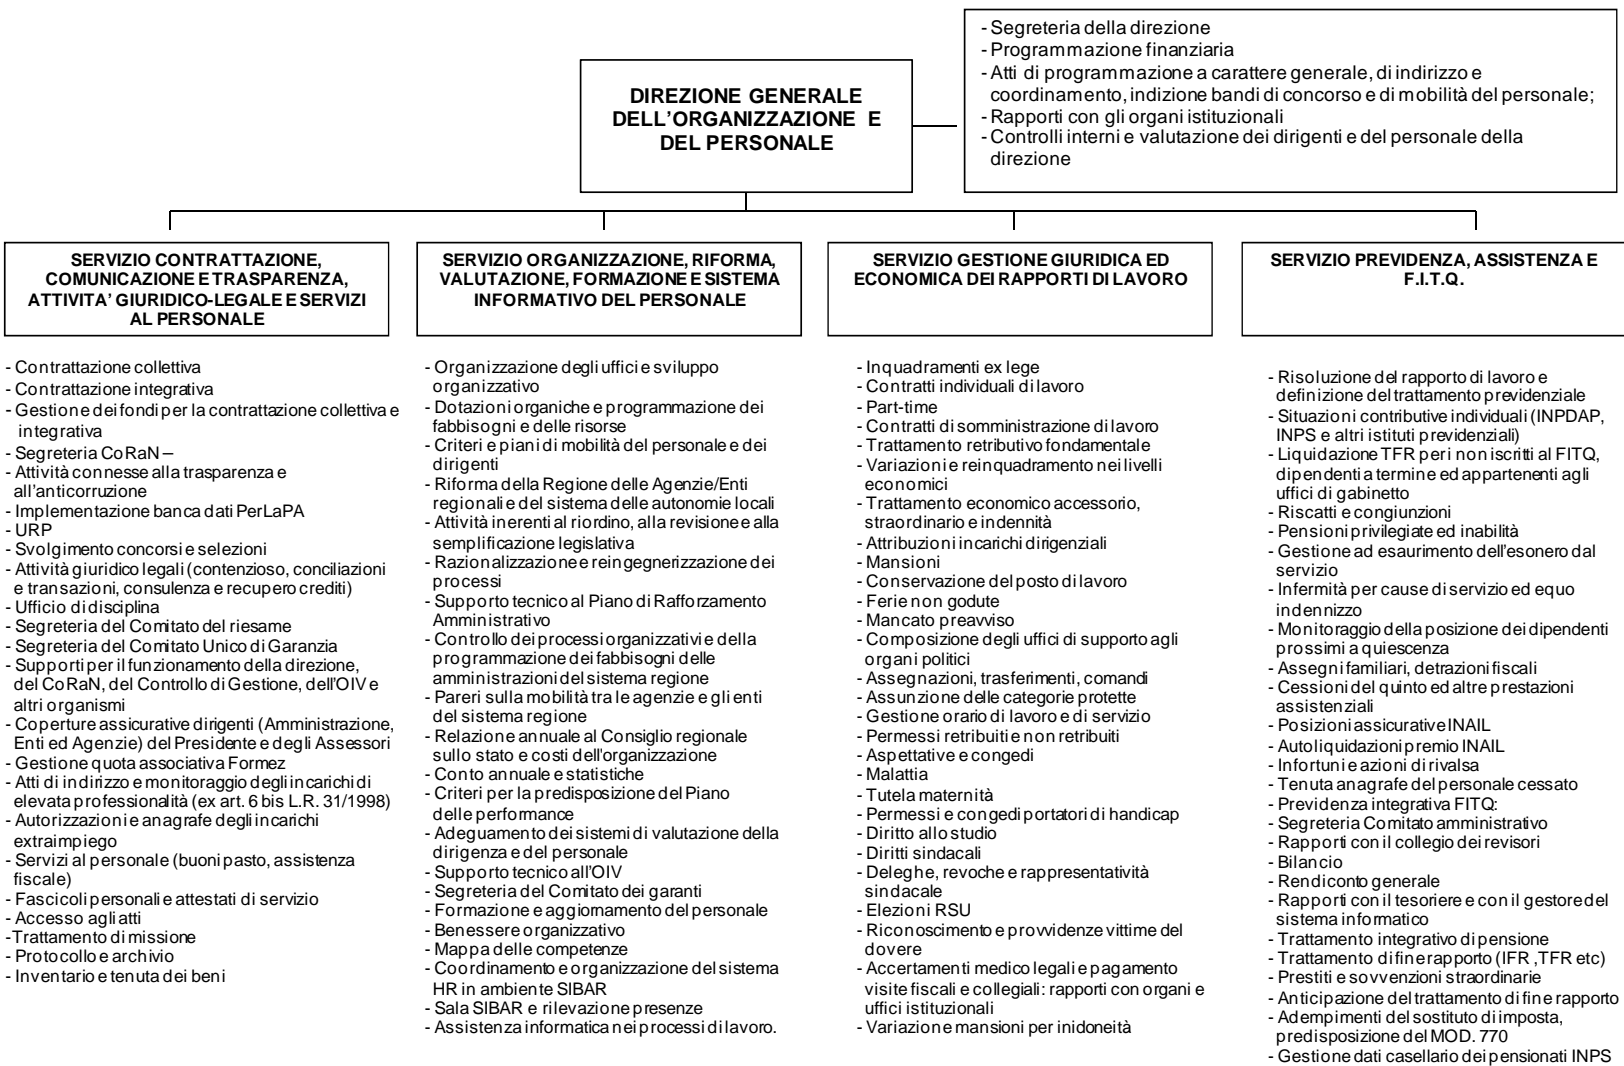 DIREZIONE GENERALE
DELL'ORGANIZZAZIONE E
DEL PERSONALE
- Segreteria della direzione
- Programmazione finanziaria
- Atti di programmazione a carattere generale, di indirizzo e
coordinamento, indizione bandi di concorso e di mobilità del personale;
- Rapporti con gli organi istituzionali
- Controlli interni e valutazione dei dirigenti e del personale della
direzione
SERVIZIO CONTRATTAZIONE,
COMUNICAZIONE E TRASPARENZA,
ATTIVITA' GIURIDICO-LEGALE E SERVIZI
AL PERSONALE
- Contrattazione collettiva
- Contrattazione integrativa
- Gestione dei fondi per la contrattazione collettiva e
integrativa
- Segreteria CoRaN –
- Attività connesse alla trasparenza e
all'anticorruzione
- Implementazione banca dati PerLaPA
- URP
- Svolgimento concorsi e selezioni
- Attività giuridico legali (contenzioso, conciliazioni
e transazioni, consulenza e recupero crediti)
- Ufficio di disciplina
- Segreteria del Comitato del riesame
- Segreteria del Comitato Unico di Garanzia
- Supporti per il funzionamento della direzione,
del CoRaN, del Controllo di Gestione, dell'OIV e
altri organismi
- Coperture assicurative dirigenti (Amministrazione,
Enti ed Agenzie) del Presidente e degli Assessori
- Gestione quota associativa Formez
- Atti di indirizzo e monitoraggio degli incarichi di
elevata professionalità (ex art. 6 bis L.R. 31/1998)
- Autorizzazioni e anagrafe degli incarichi
extraimpiego
- Servizi al personale (buoni pasto, assistenza
fiscale)
- Fascicoli personali e attestati di servizio
- Accesso agli atti
-Trattamento di missione
- Protocollo e archivio
- Inventario e tenuta dei beni
SERVIZIO ORGANIZZAZIONE, RIFORMA,
VALUTAZIONE, FORMAZIONE E SISTEMA
INFORMATIVO DEL PERSONALE
- Organizzazione degli uffici e sviluppo
organizzativo
- Dotazioni organiche e programmazione dei
fabbisogni e delle risorse
- Criteri e piani di mobilità del personale e dei
dirigenti
- Riforma della Regione delle Agenzie/Enti
regionali e del sistema delle autonomie locali
- Attività inerenti al riordino, alla revisione e alla
semplificazione legislativa
- Razionalizzazione e reingegnerizzazione dei
processi
- Supporto tecnico al Piano di Rafforzamento
Amministrativo
- Controllo dei processi organizzativi e della
programmazione dei fabbisogni delle
amministrazioni del sistema regione
- Pareri sulla mobilità tra le agenzie e gli enti
del sistema regione
- Relazione annuale al Consiglio regionale
sullo stato e costi dell'organizzazione
- Conto annuale e statistiche
- Criteri per la predisposizione del Piano
delle performance
- Adeguamento dei sistemi di valutazione della
dirigenza e del personale
- Supporto tecnico all'OIV
- Segreteria del Comitato dei garanti
- Formazione e aggiornamento del personale
- Benessere organizzativo
- Mappa delle competenze
- Coordinamento e organizzazione del sistema
HR in ambiente SIBAR
- Sala SIBAR e rilevazione presenze
- Assistenza informatica nei processi di lavoro.
SERVIZIO GESTIONE GIURIDICA ED
ECONOMICA DEI RAPPORTI DI LAVORO
- Inquadramenti ex lege
- Contratti individuali di lavoro
- Part-time
- Contratti di somministrazione di lavoro
- Trattamento retributivo fondamentale
- Variazioni e reinquadramento nei livelli
economici
- Trattamento economico accessorio,
straordinario e indennità
- Attribuzioni incarichi dirigenziali
- Mansioni
- Conservazione del posto di lavoro
- Ferie non godute
- Mancato preavviso
- Composizione degli uffici di supporto agli
organi politici
- Assegnazioni, trasferimenti, comandi
- Assunzione delle categorie protette
- Gestione orario di lavoro e di servizio
- Permessi retribuiti e non retribuiti
- Aspettative e congedi
- Malattia
- Tutela maternità
- Permessi e congedi portatori di handicap
- Diritto allo studio
- Diritti sindacali
- Deleghe, revoche e rappresentatività
sindacale
- Elezioni RSU
- Riconoscimento e provvidenze vittime del
dovere
- Accertamenti medico legali e pagamento
visite fiscali e collegiali: rapporti con organi e
uffici istituzionali
- Variazione mansioni per inidoneità
SERVIZIO PREVIDENZA, ASSISTENZA E
F.I.T.Q.
- Risoluzione del rapporto di lavoro e
definizione del trattamento previdenziale
- Situazioni contributive individuali (INPDAP,
INPS e altri istituti previdenziali)
- Liquidazione TFR per i non iscritti al FITQ,
dipendenti a termine ed appartenenti agli
uffici di gabinetto
- Riscatti e congiunzioni
- Pensioni privilegiate ed inabilità
- Gestione ad esaurimento dell'esonero dal
servizio
- Infermità per cause di servizio ed equo
indennizzo
- Monitoraggio della posizione dei dipendenti
prossimi a quiescenza
- Assegni familiari, detrazioni fiscali
- Cessioni del quinto ed altre prestazioni
assistenziali
- Posizioni assicurative INAIL
- Autoliquidazioni premio INAIL
- Infortuni e azioni di rivalsa
- Tenuta anagrafe del personale cessato
- Previdenza integrativa FITQ:
- Segreteria Comitato amministrativo
- Rapporti con il collegio dei revisori
- Bilancio
- Rendiconto generale
- Rapporti con il tesoriere e con il gestore del
sistema informatico
- Trattamento integrativo di pensione
- Trattamento di fine rapporto (IFR ,TFR etc)
- Prestiti e sovvenzioni straordinarie
- Anticipazione del trattamento di fine rapporto
- Adempimenti del sostituto di imposta,
predisposizione del MOD. 770
- Gestione dati casellario dei pensionati INPS